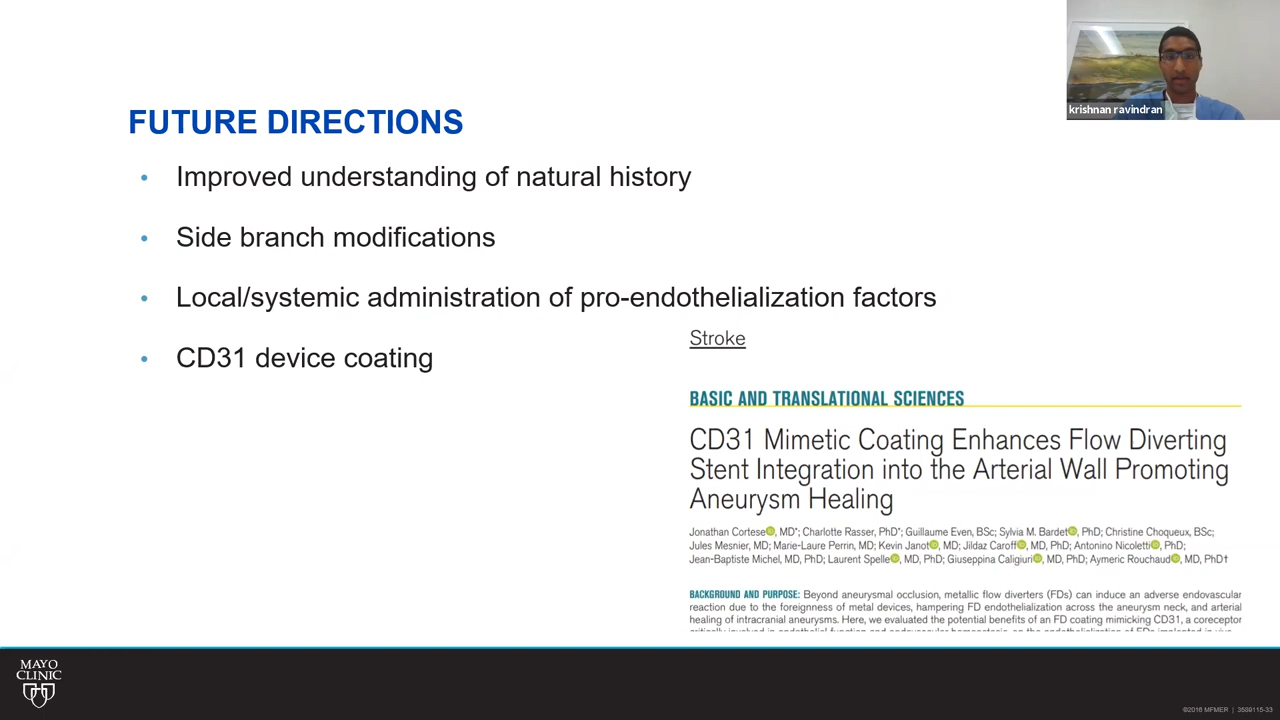 krishnan ravindran
FUTURE DIRECTIONS
• Improved understanding of natural history
• Side branch modifications
• Local/systemic administration of pro-endothelialization factors
• CD31 device coating
Stroke
BASIC AND TRANSLATIONAL SCIENCES
CD31 Mimetic Coating Enhances Flow Diverting
Stent Integration into the Arterial Wall Promoting
Aneurysm Healing
Jonathan Cortese, MD*; Charlotte Rasser, PhD*; Guillaume Even, BSc; Sylvia M. Bardet, PhD; Christine Choqueux, BSc;
Jules Mesnier, MD; Marie-Laure Perrin, MD; Kevin Janot, MD; Jildaz Caroff, MD, PhD; Antonino Nicoletti, PhD;
Jean-Baptiste Michel, MD, PhD; Laurent Spelle, MD, PhD; Giuseppina Caligiuri, MD, PhD; Aymeric Rouchaud, MD, PhD†
BACKGROUND AND PURPOSE: Beyond aneurysmal occlusion, metallic flow diverters (FDs) can induce an adverse endovascular
reaction due to the foreignness of metal devices, hampering FD endothelialization across the aneurysm neck, and arterial
healing of intracranial aneurysms. Here, we evaluated the potential benefits of an FD coating mimicking CD31, a coreceptor
MAYO
CLINIC
©2016 MFMER | 3589115-33